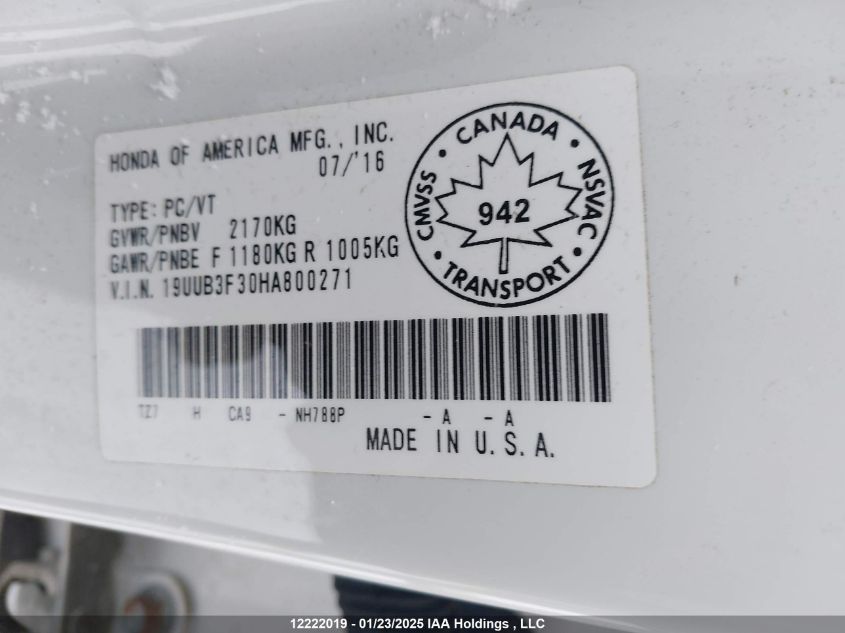 HONDA OF AMERICA MFG., INC.
07/'16
TYPE: PC/VT
GVWR/PNBV 2170KG
GAWR/PNBE F 1180KG R 1005KG
V.I.N. 19UUB3F30HA800271
CANADA
CMVSS
NSVAC
942
TRANSPORT
TZ7 H CA9 - NH788P - A - A
MADE IN U.S.A.
12222019 - 01/23/2025 IAA Holdings , LLC